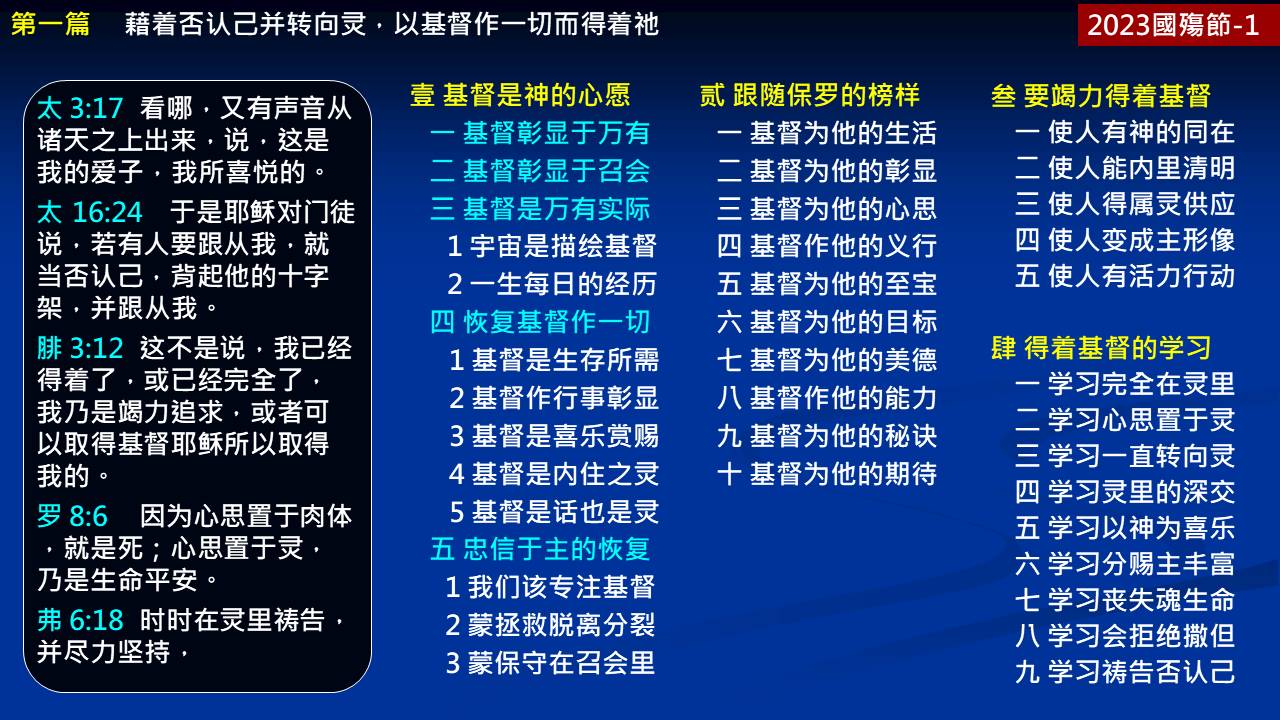 第一篇 藉着否认己并转向灵，以基督作一切而得着祂
2023國殤節-1
太 3:17 看哪，又有声音从
诸天之上出来，说，这是
我的爱子，我所喜悦的。
太 16:24 于是耶稣对门徒
说，若有人要跟从我，就
当否认己，背起他的十字
架，并跟从我。
腓 3:12 这不是说，我已经
得着了，或已经完全了，
我乃是竭力追求，或者可
以取得基督耶稣所以取得
我的。
罗 8:6 因为心思置于肉体
，就是死；心思置于灵，
乃是生命平安。
弗 6:18 时时在灵里祷告，
并尽力坚持，
壹 基督是神的心愿
一 基督彰显于万有
二 基督彰显于召会
三 基督是万有实际
1 宇宙是描绘基督
2 一生每日的经历
四 恢复基督作一切
1 基督是生存所需
2 基督作行事彰显
3 基督是喜乐赏赐
4 基督是内住之灵
5 基督是话也是灵
五 忠信于主的恢复
1 我们该专注基督
2 蒙拯救脱离分裂
3 蒙保守在召会里
贰 跟随保罗的榜样
一 基督为他的生活
二 基督为他的彰显
三 基督为他的心思
四 基督作他的义行
五 基督为他的至宝
六 基督为他的目标
七 基督为他的美德
八 基督作他的能力
九 基督为他的秘诀
十 基督为他的期待
叁 要竭力得着基督
一 使人有神的同在
二 使人能内里清明
三 使人得属灵供应
四 使人变成主形像
五 使人有活力行动
肆 得着基督的学习
一 学习完全在灵里
二 学习心思置于灵
三 学习一直转向灵
四 学习灵里的深交
五 学习以神为喜乐
六 学习分赐主丰富
七 学习丧失魂生命
八 学习会拒绝撒但
九 学习祷告否认己